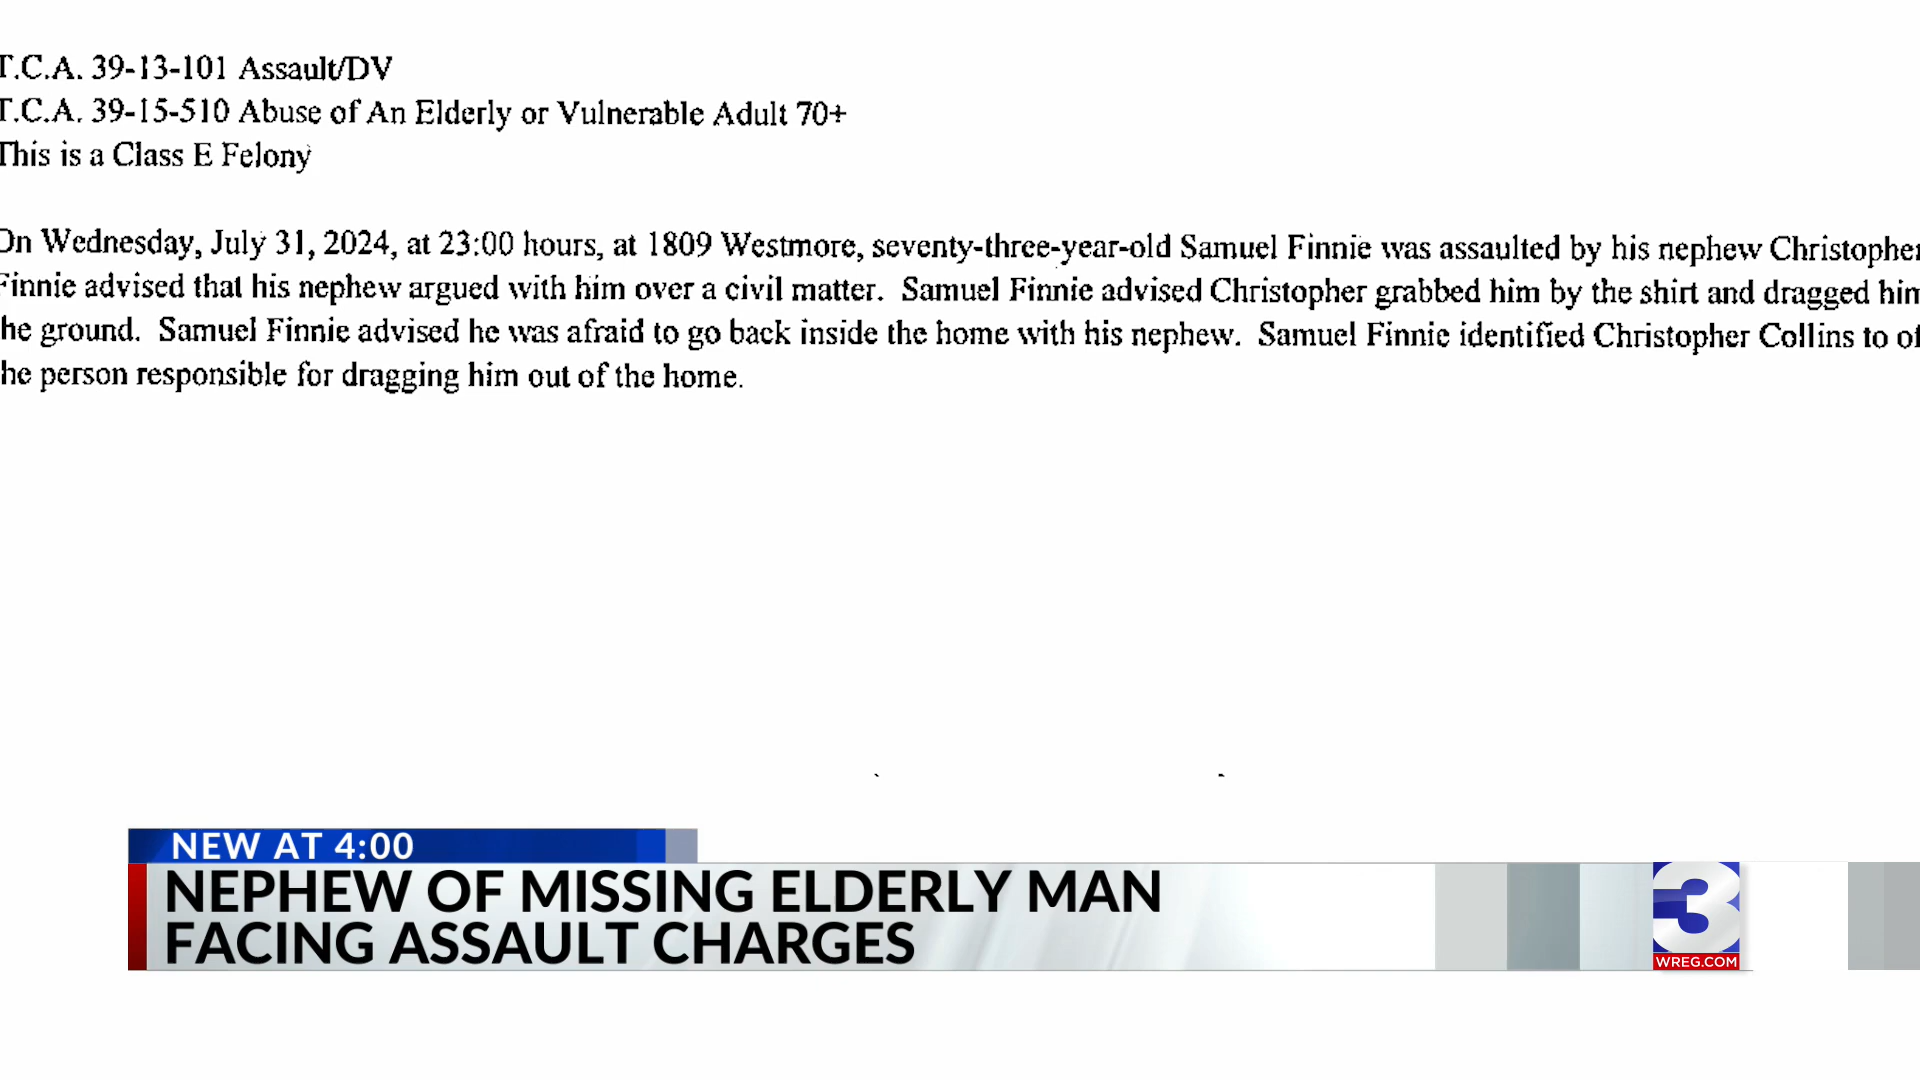 T.C.A. 39-13-101 Assault/DV
T.C.A. 39-15-510 Abuse of An Elderly or Vulnerable Adult 70+
This is a Class E Felony
On Wednesday, July 31, 2024, at 23:00 hours, at 1809 Westmore, seventy-three-year-old Samuel Finnie was assaulted by his nephew Christopher
Finnie advised that his nephew argued with him over a civil matter. Samuel Finnie advised Christopher grabbed him by the shirt and dragged him
he ground. Samuel Finnie advised he was afraid to go back inside the home with his nephew. Samuel Finnie identified Christopher Collins to of
he person responsible for dragging him out of the home.
NEW AT 4:00
NEPHEW OF MISSING ELDERLY MAN
FACING ASSAULT CHARGES
3
WREG.COM